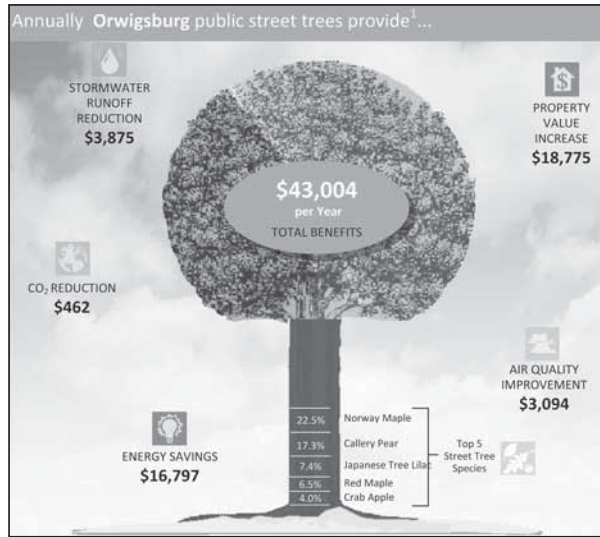 Annually Orwigsburg public street trees provide¹...
STORMWATER
RUNOFF
REDUCTION
$3,875
PROPERTY
VALUE
INCREASE
$18,775
$43,004
per Year
TOTAL BENEFITS
CO₂ REDUCTION
$462
AIR QUALITY
IMPROVEMENT
$3,094
ENERGY SAVINGS
$16,797
22.5% Norway Maple
17.3% Callery Pear
7.4% Japanese Tree Lilac
6.5% Red Maple
4.0% Crab Apple
Top 5
Street Tree
Species